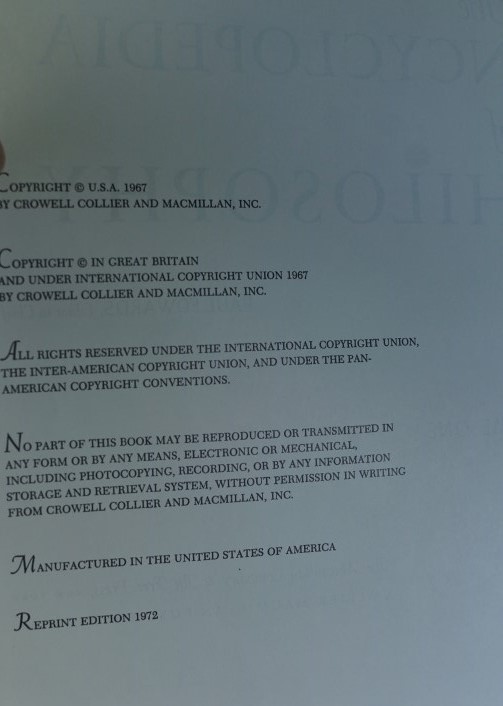 COPYRIGHT © U.S.A. 1967
BY CROWELL COLLIER AND MACMILLAN, INC.
COPYRIGHT © IN GREAT BRITAIN
AND UNDER INTERNATIONAL COPYRIGHT UNION 1967
BY CROWELL COLLIER AND MACMILLAN, INC.
ALL RIGHTS RESERVED UNDER THE INTERNATIONAL COPYRIGHT UNION,
THE INTER-AMERICAN COPYRIGHT UNION, AND UNDER THE PAN-
AMERICAN COPYRIGHT CONVENTIONS.
NO PART OF THIS BOOK MAY BE REPRODUCED OR TRANSMITTED IN
ANY FORM OR BY ANY MEANS, ELECTRONIC OR MECHANICAL,
INCLUDING PHOTOCOPYING, RECORDING, OR BY ANY INFORMATION
STORAGE AND RETRIEVAL SYSTEM, WITHOUT PERMISSION IN WRITING
FROM CROWELL COLLIER AND MACMILLAN, INC.
MANUFACTURED IN THE UNITED STATES OF AMERICA
REPRINT EDITION 1972